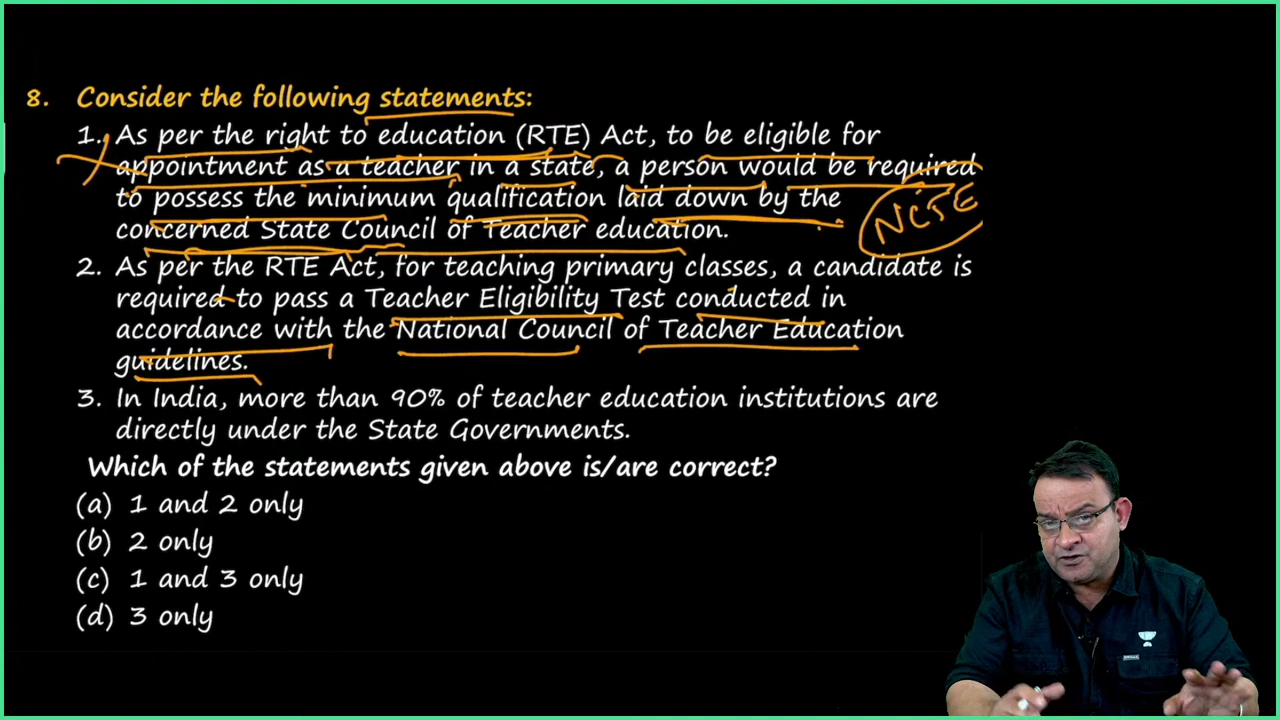 8. Consider the following statements:
1. As per the right to education (RTE) Act, to be eligible for
appointment as a teacher in a state, a person would be required
to possess the minimum qualification laid down by the
concerned State Council of Teacher education.
NCTE
2. As per the RTE Act, for teaching primary classes, a candidate is
required to pass a Teacher Eligibility Test conducted in
accordance with the National Council of Teacher Education
guidelines.
3. In India, more than 90% of teacher education institutions are
directly under the State Governments.
Which of the statements given above is/are correct?
(a) 1 and 2 only
(b) 2 only
(c) 1 and 3 only
(d) 3 only